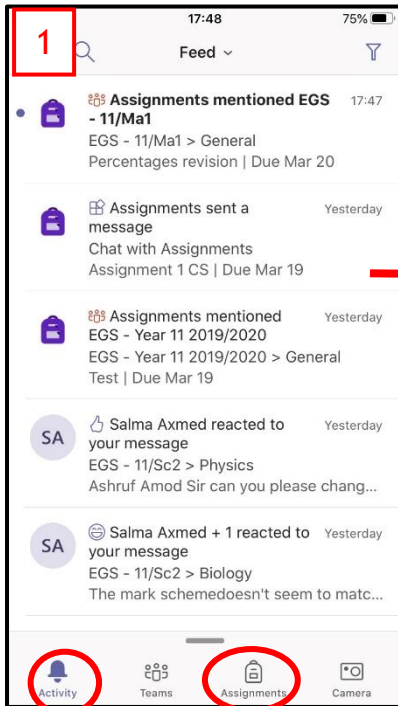 17:48
75%
1
Feed
Assignments mentioned EGS 17:47
- 11/Ma1
EGS - 11/Ma1 > General
Percentages revision | Due Mar 20
Assignments sent a Yesterday
message
Chat with Assignments
Assignment 1 CS | Due Mar 19
Assignments mentioned Yesterday
EGS - Year 11 2019/2020
EGS - Year 11 2019/2020 > General
Test | Due Mar 19
SA
Salma Axmed reacted to Yesterday
your message
EGS - 11/Sc2 > Physics
Ashruf Amod Sir can you please chang...
SA
Salma Axmed + 1 reacted to Yesterday
your message
EGS - 11/Sc2 > Biology
The mark schemedoesn't seem to matc...
Activity Teams Assignments Camera